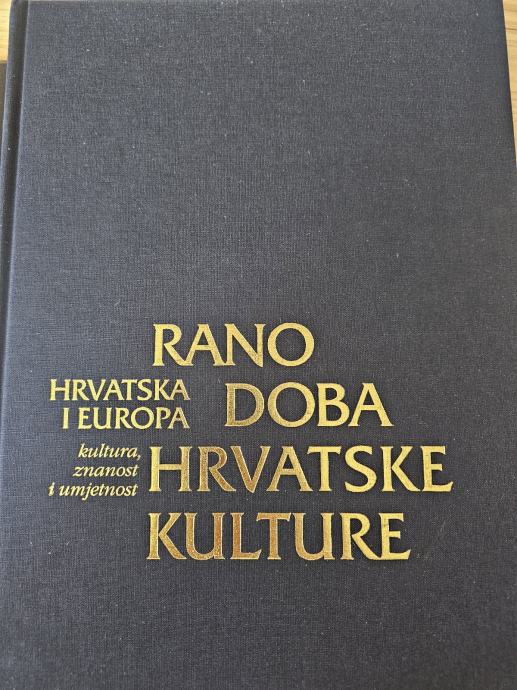 HRVATSKA
I EUROPA
kultura,
znanost
i umjetnost
RANO
DOBA
HRVATSKE
KULTURE